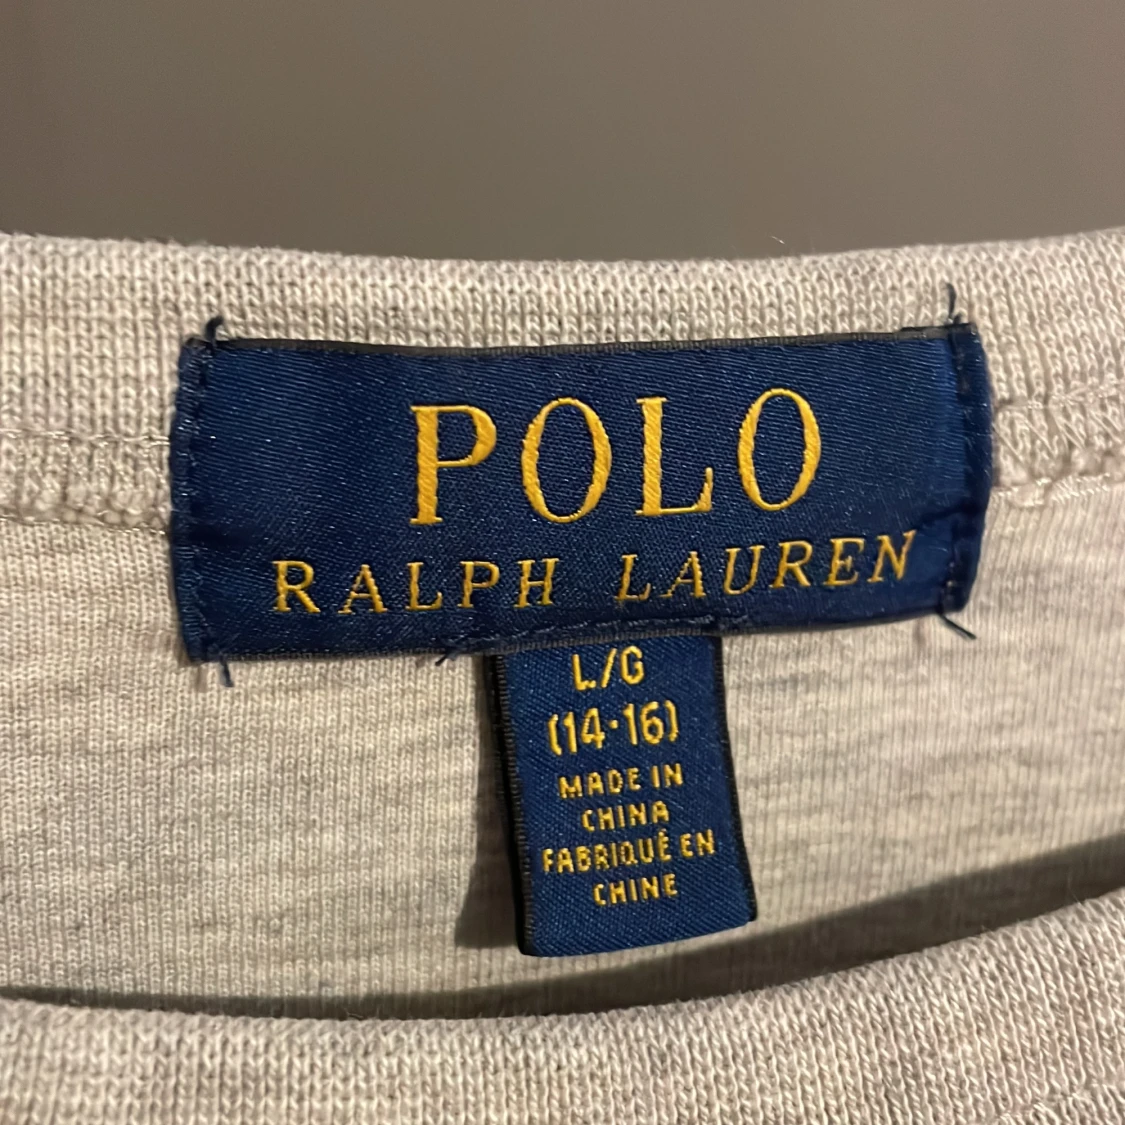 POLO
RALPH LAUREN
L/G
(14-16)
MADE IN
CHINA
FABRIQUÉ EN
CHINE